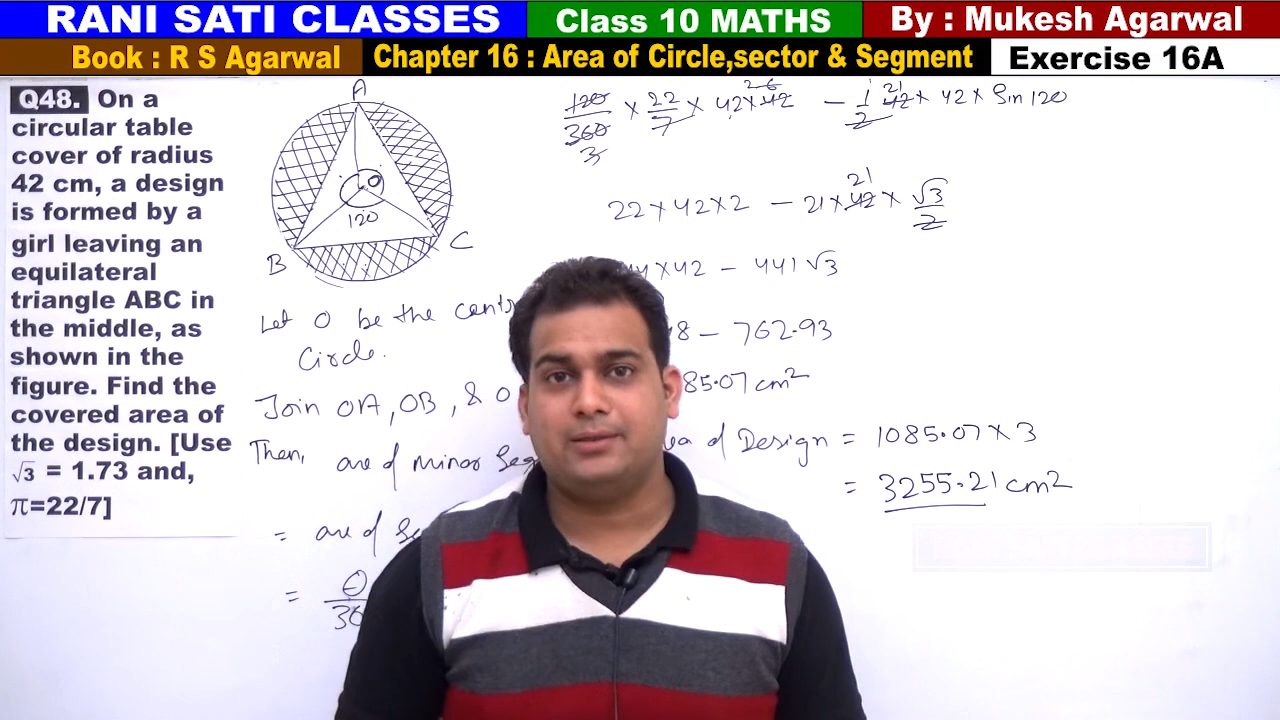 RANI SATI CLASSES
Class 10 MATHS
By : Mukesh Agarwal
Book : R S Agarwal
Chapter 16 : Area of Circle,sector & Segment
Exercise 16A
Q48. On a
circular table
cover of radius
42 cm, a design
is formed by a
girl leaving an
equilateral
triangle ABC in
the middle, as
shown in the
figure. Find the
covered area of
the design. [Use
√3 = 1.73 and,
π=22/7]
A
O
120
B
C
Let O be the
Circle.
Join OA, OB, &
Then, are of minor
= are of
= θ
120/360 3 × 22/7 × 42×42 − 1/2 42 21 × 42 × Sin 120
22×42×2 − 21×42 21 × √3/2
×42 − 441√3
8 − 762.93
85.07 cm²
of Design = 1085.07×3
= 3255.21 cm²